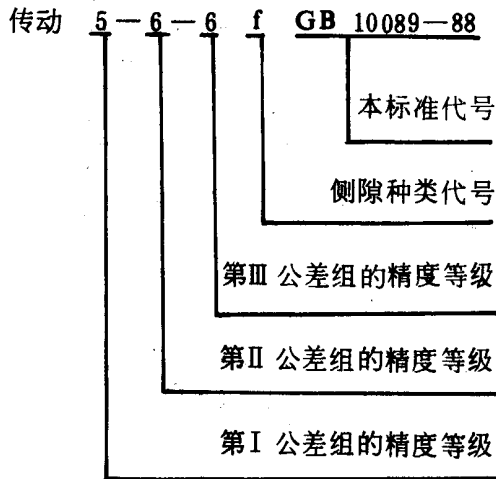 传动 5—6—6 f GB 10089—88
本标准代号
侧隙种类代号
第Ⅲ公差组的精度等级
第Ⅱ公差组的精度等级
第Ⅰ公差组的精度等级